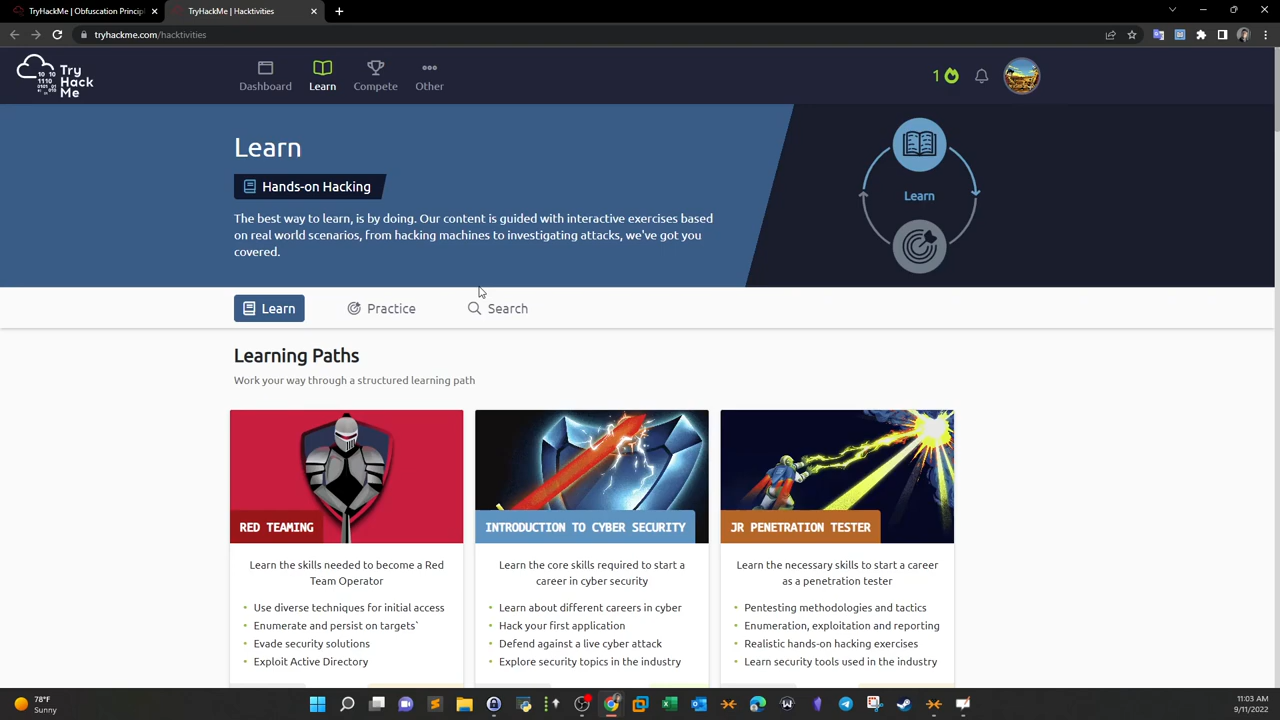 TryHackMe | Obfuscation Principl
TryHackMe | Hacktivities
tryhackme.com/hacktivities
10 10
1110
0101 01
Try
Hack
Me
Dashboard
Learn
Compete
Other
1
Learn
Hands-on Hacking
The best way to learn, is by doing. Our content is guided with interactive exercises based
on real world scenarios, from hacking machines to investigating attacks, we've got you
covered.
Learn
Learn
Practice
Search
Learning Paths
Work your way through a structured learning path
RED TEAMING
Learn the skills needed to become a Red
Team Operator
• Use diverse techniques for initial access
• Enumerate and persist on targets`
• Evade security solutions
• Exploit Active Directory
INTRODUCTION TO CYBER SECURITY
Learn the core skills required to start a
career in cyber security
• Learn about different careers in cyber
• Hack your first application
• Defend against a live cyber attack
• Explore security topics in the industry
JR PENETRATION TESTER
Learn the necessary skills to start a career
as a penetration tester
• Pentesting methodologies and tactics
• Enumeration, exploitation and reporting
• Realistic hands-on hacking exercises
• Learn security tools used in the industry
78°F
Sunny
11:03 AM
9/11/2022